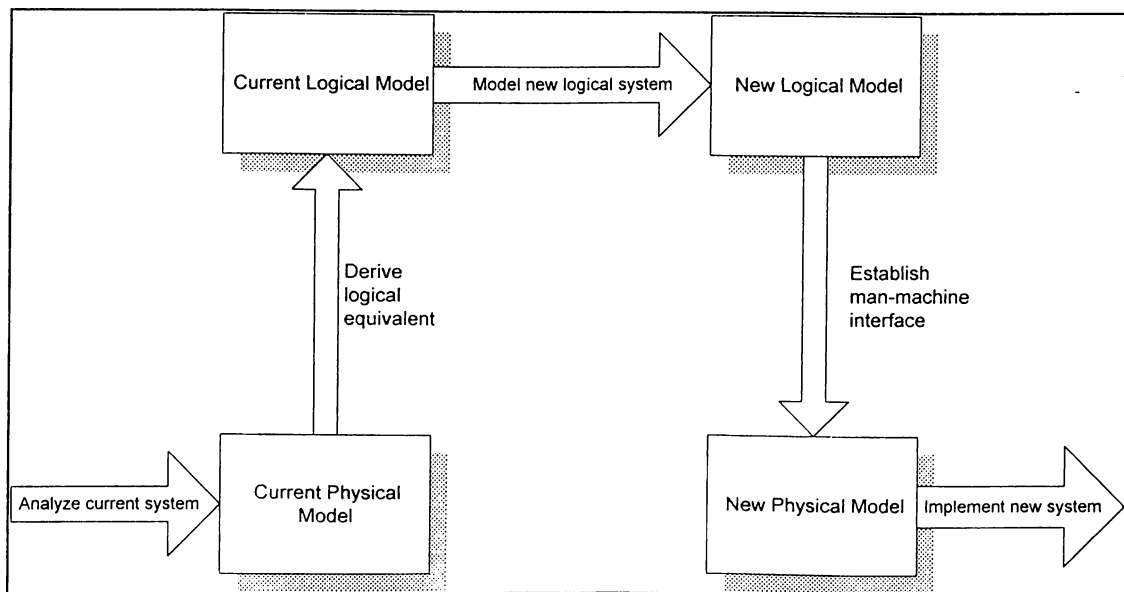 Current Logical Model
Model new logical system
New Logical Model
Derive
logical
equivalent
Establish
man-machine
interface
Analyze current system
Current Physical
Model
New Physical Model
Implement new system